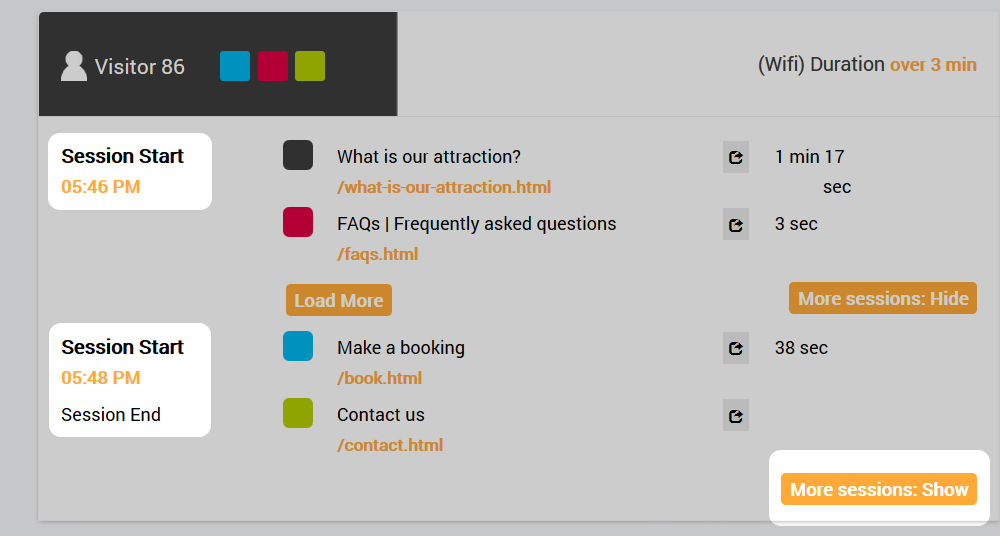 Visitor 86
(Wifi) Duration over 3 min
Session Start
05:46 PM
What is our attraction?
/what-is-our-attraction.html
1 min 17
sec
FAQs | Frequently asked questions
/faqs.html
3 sec
Load More
More sessions: Hide
Session Start
05:48 PM
Session End
Make a booking
/book.html
38 sec
Contact us
/contact.html
More sessions: Show